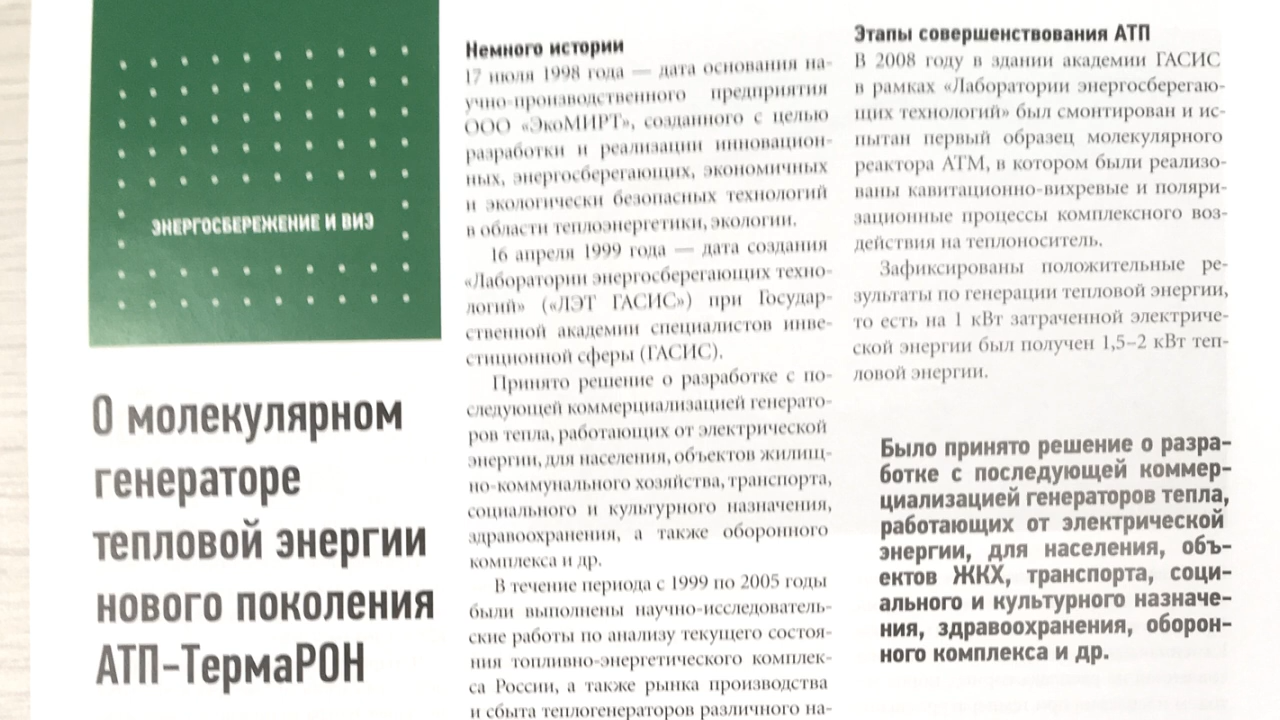 ЭНЕРГОСБЕРЕЖЕНИЕ И ВИЭ
О молекулярном
генераторе
тепловой энергии
нового поколения
АТП-ТермаРОН
Немного истории
17 июля 1998 года — дата основания на-
учно-производственного предприятия
ООО «ЭкоМИРТ», созданного с целью
разработки и реализации инновацион-
ных, энергосберегающих, экономичных
и экологически безопасных технологий
в области теплоэнергетики, экологии.
16 апреля 1999 года — дата создания
«Лаборатории энергосберегающих техно-
логий» («ЛЭТ ГАСИС») при Государ-
ственной академии специалистов инве-
стиционной сферы (ГАСИС).
Принято решение о разработке с по-
следующей коммерциализацией генерато-
ров тепла, работающих от электрической
энергии, для населения, объектов жилищ-
но-коммунального хозяйства, транспорта,
социального и культурного назначения,
здравоохранения, а также оборонного
комплекса и др.
В течение периода с 1999 по 2005 годы
были выполнены научно-исследователь-
ские работы по анализу текущего состоя-
ния топливно-энергетического комплек-
са России, а также рынка производства
и сбыта теплогенераторов различного на-
Этапы совершенствования АТП
В 2008 году в здании академии ГАСИС
в рамках «Лаборатории энергосберегаю-
щих технологий» был смонтирован и ис-
пытан первый образец молекулярного
реактора АТМ, в котором были реализо-
ваны кавитационно-вихревые и поляри-
зационные процессы комплексного воз-
действия на теплоноситель.
Зафиксированы положительные ре-
зультаты по генерации тепловой энергии,
то есть на 1 кВт затраченной электриче-
ской энергии был получен 1,5–2 кВт теп-
ловой энергии.
Было принято решение о разра-
ботке с последующей коммер-
циализацией генераторов тепла,
работающих от электрической
энергии, для населения, объ-
ектов ЖКХ, транспорта, соци-
ального и культурного назначе-
ния, здравоохранения, оборон-
ного комплекса и др.